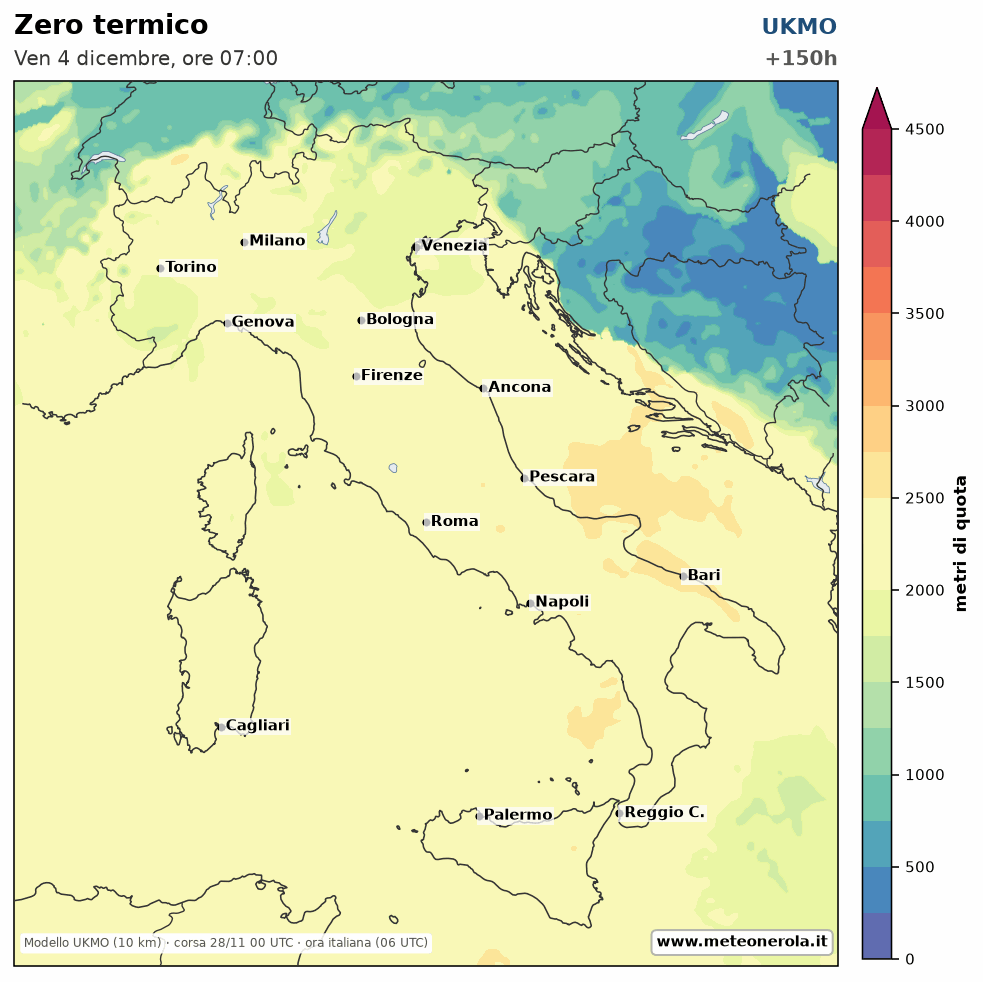 Zero termico
UKMO
Ven 4 dicembre, ore 07:00
+150h
4500
4000
3500
3000
2500
2000
1500
1000
500
0
metri di quota
Milano
Venezia
Torino
Genova
Bologna
Firenze
Ancona
Pescara
Roma
Bari
Napoli
Cagliari
Palermo
Reggio C.
Modello UKMO (10 km) · corsa 28/11 00 UTC · ora italiana (06 UTC)
www.meteonerola.it